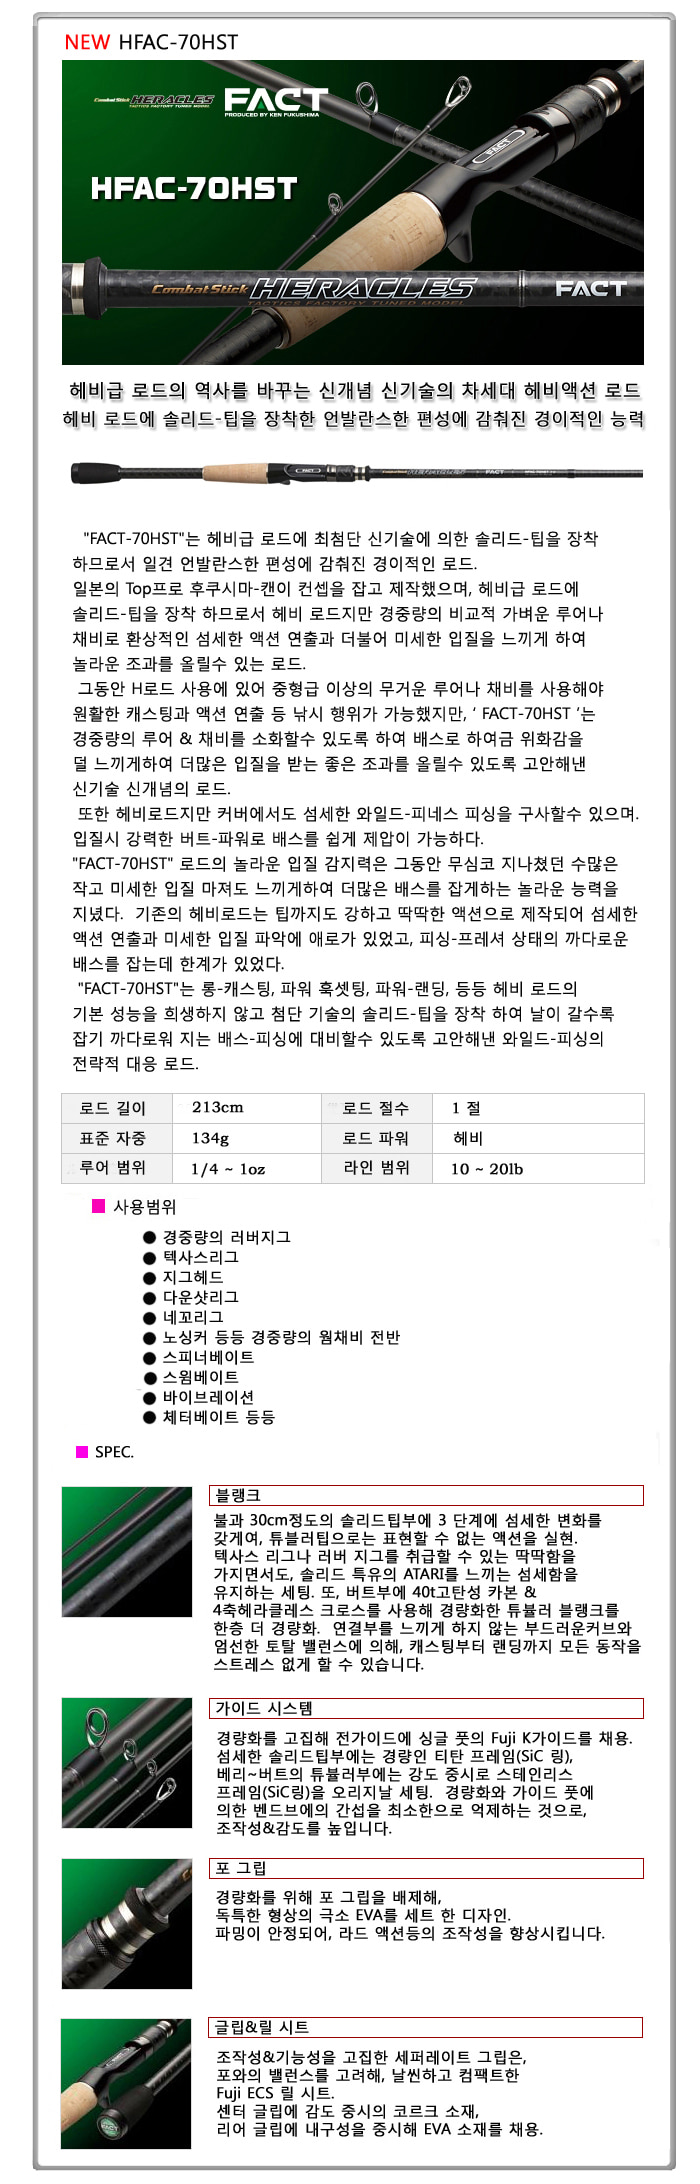 NEW HFAC-70HST
Combat Stick HERACLES FACT
TACTICS FACTORY TUNED MODEL PRODUCED BY KEN FUKUSHIMA
FACT
HFAC-70HST
Combat Stick HERACLES FACT
TACTICS FACTORY TUNED MODEL
헤비급 로드의 역사를 바꾸는 신개념 신기술의 차세대 헤비액션 로드
헤비 로드에 솔리드-팁을 장착한 언발란스한 편성에 감춰진 경이적인 능력
FACT HERACLES FACT
"FACT-70HST"는 헤비급 로드에 최첨단 신기술에 의한 솔리드-팁을 장착
하므로서 일견 언발란스한 편성에 감춰진 경이적인 로드.
일본의 Top프로 후쿠시마-캔이 컨셉을 잡고 제작했으며, 헤비급 로드에
솔리드-팁을 장착 하므로서 헤비 로드지만 경중량의 비교적 가벼운 루어나
채비로 환상적인 섬세한 액션 연출과 더불어 미세한 입질을 느끼게 하여
놀라운 조과를 올릴수 있는 로드.
그동안 H로드 사용에 있어 중형급 이상의 무거운 루어나 채비를 사용해야
원활한 캐스팅과 액션 연출 등 낚시 행위가 가능했지만, ‘ FACT-70HST ’는
경중량의 루어 & 채비를 소화할수 있도록 하여 배스로 하여금 위화감을
덜 느끼게하여 더많은 입질을 받는 좋은 조과를 올릴수 있도록 고안해낸
신기술 신개념의 로드.
또한 헤비로드지만 커버에서도 섬세한 와일드-피네스 피싱을 구사할수 있으며.
입질시 강력한 버트-파워로 배스를 쉽게 제압이 가능하다.
"FACT-70HST" 로드의 놀라운 입질 감지력은 그동안 무심코 지나쳤던 수많은
작고 미세한 입질 마져도 느끼게하여 더많은 배스를 잡게하는 놀라운 능력을
지녔다. 기존의 헤비로드는 팁까지도 강하고 딱딱한 액션으로 제작되어 섬세한
액션 연출과 미세한 입질 파악에 애로가 있었고, 피싱-프레셔 상태의 까다로운
배스를 잡는데 한계가 있었다.
"FACT-70HST"는 롱-캐스팅, 파워 훅셋팅, 파워-랜딩, 등등 헤비 로드의
기본 성능을 희생하지 않고 첨단 기술의 솔리드-팁을 장착 하여 날이 갈수록
잡기 까다로워 지는 배스-피싱에 대비할수 있도록 고안해낸 와일드-피싱의
전략적 대응 로드.
로드 길이 213cm 로드 절수 1 절
표준 자중 134g 로드 파워 헤비
루어 범위 1/4 ~ 1oz 라인 범위 10 ~ 20lb
사용범위
● 경중량의 러버지그
● 텍사스리그
● 지그헤드
● 다운샷리그
● 네꼬리그
● 노싱커 등등 경중량의 웜채비 전반
● 스피너베이트
● 스윔베이트
● 바이브레이션
● 체터베이트 등등
SPEC.
블랭크
불과 30cm정도의 솔리드팁부에 3 단계에 섬세한 변화를
갖게여, 튜블러팁으로는 표현할 수 없는 액션을 실현.
텍사스 리그나 러버 지그를 취급할 수 있는 딱딱함을
가지면서도, 솔리드 특유의 ATARI를 느끼는 섬세함을
유지하는 세팅. 또, 버트부에 40t고탄성 카본 &
4축헤라클레스 크로스를 사용해 경량화한 튜블러 블랭크를
한층 더 경량화. 연결부를 느끼게 하지 않는 부드러운커브와
엄선한 토탈 밸런스에 의해, 캐스팅부터 랜딩까지 모든 동작을
스트레스 없게 할 수 있습니다.
가이드 시스템
경량화를 고집해 전가이드에 싱글 풋의 Fuji K가이드를 채용.
섬세한 솔리드팁부에는 경량인 티탄 프레임(SiC 링),
베리~버트의 튜뷸러부에는 강도 중시로 스테인리스
프레임(SiC링)을 오리지날 세팅. 경량화와 가이드 풋에
의한 벤드브에의 간섭을 최소한으로 억제하는 것으로,
조작성&감도를 높입니다.
포 그립
경량화를 위해 포 그립을 배제해,
독특한 형상의 극소 EVA를 세트 한 디자인.
파밍이 안정되어, 라드 액션등의 조작성을 향상시킵니다.
글립&릴 시트
FACT
조작성&기능성을 고집한 세퍼레이트 그립은,
포와의 밸런스를 고려해, 날씬하고 컴팩트한
Fuji ECS 릴 시트.
센터 글립에 감도 중시의 코르크 소재,
리어 글립에 내구성을 중시해 EVA 소재를 채용.